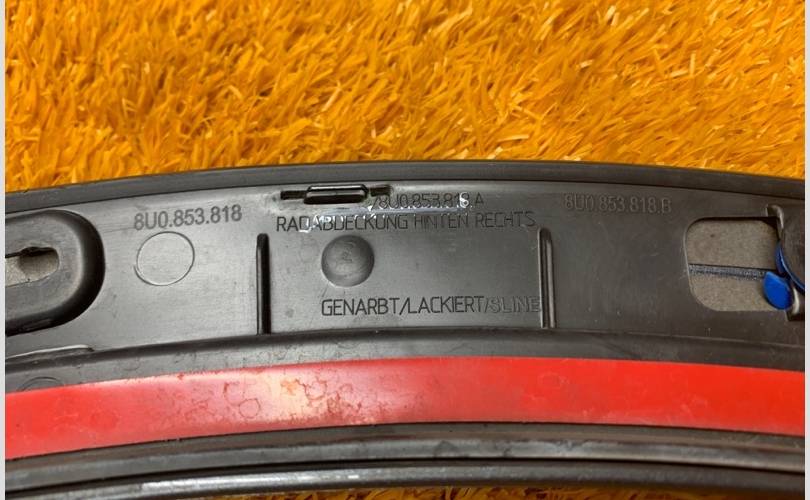 8U0.853.818 /8U0.853.818.A 8U0.853.818.B
RADABDECKUNG HINTEN RECHTS
GENARBT/LACKIERT/SLINE